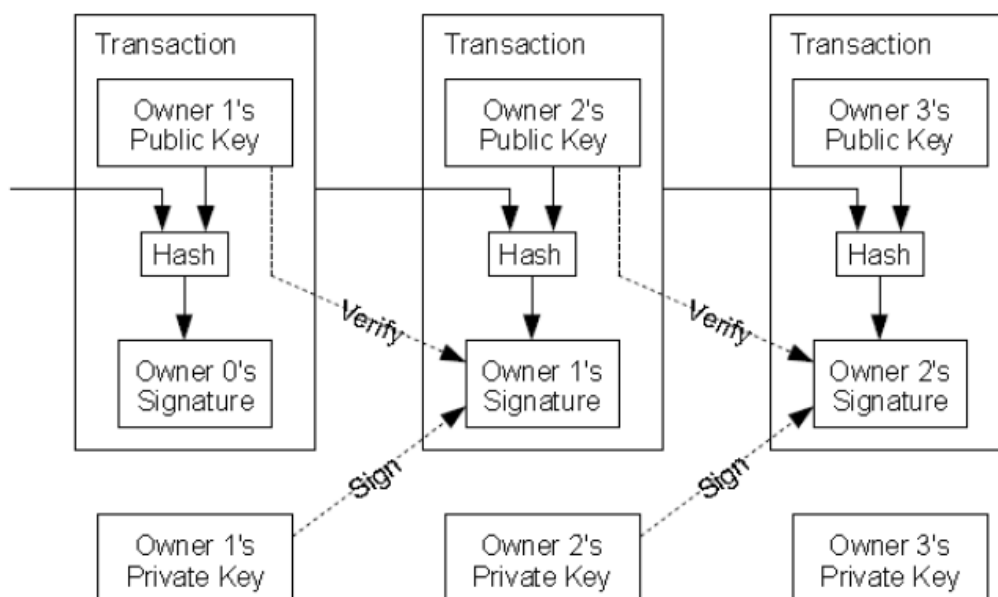 Transaction
Owner 1's
Public Key
Hash
Owner 0's
Signature
Transaction
Owner 2's
Public Key
Hash
Verify
Owner 1's
Signature
Transaction
Owner 3's
Public Key
Hash
Verify
Owner 2's
Signature
Sign
Sign
Owner 1's
Private Key
Owner 2's
Private Key
Owner 3's
Private Key